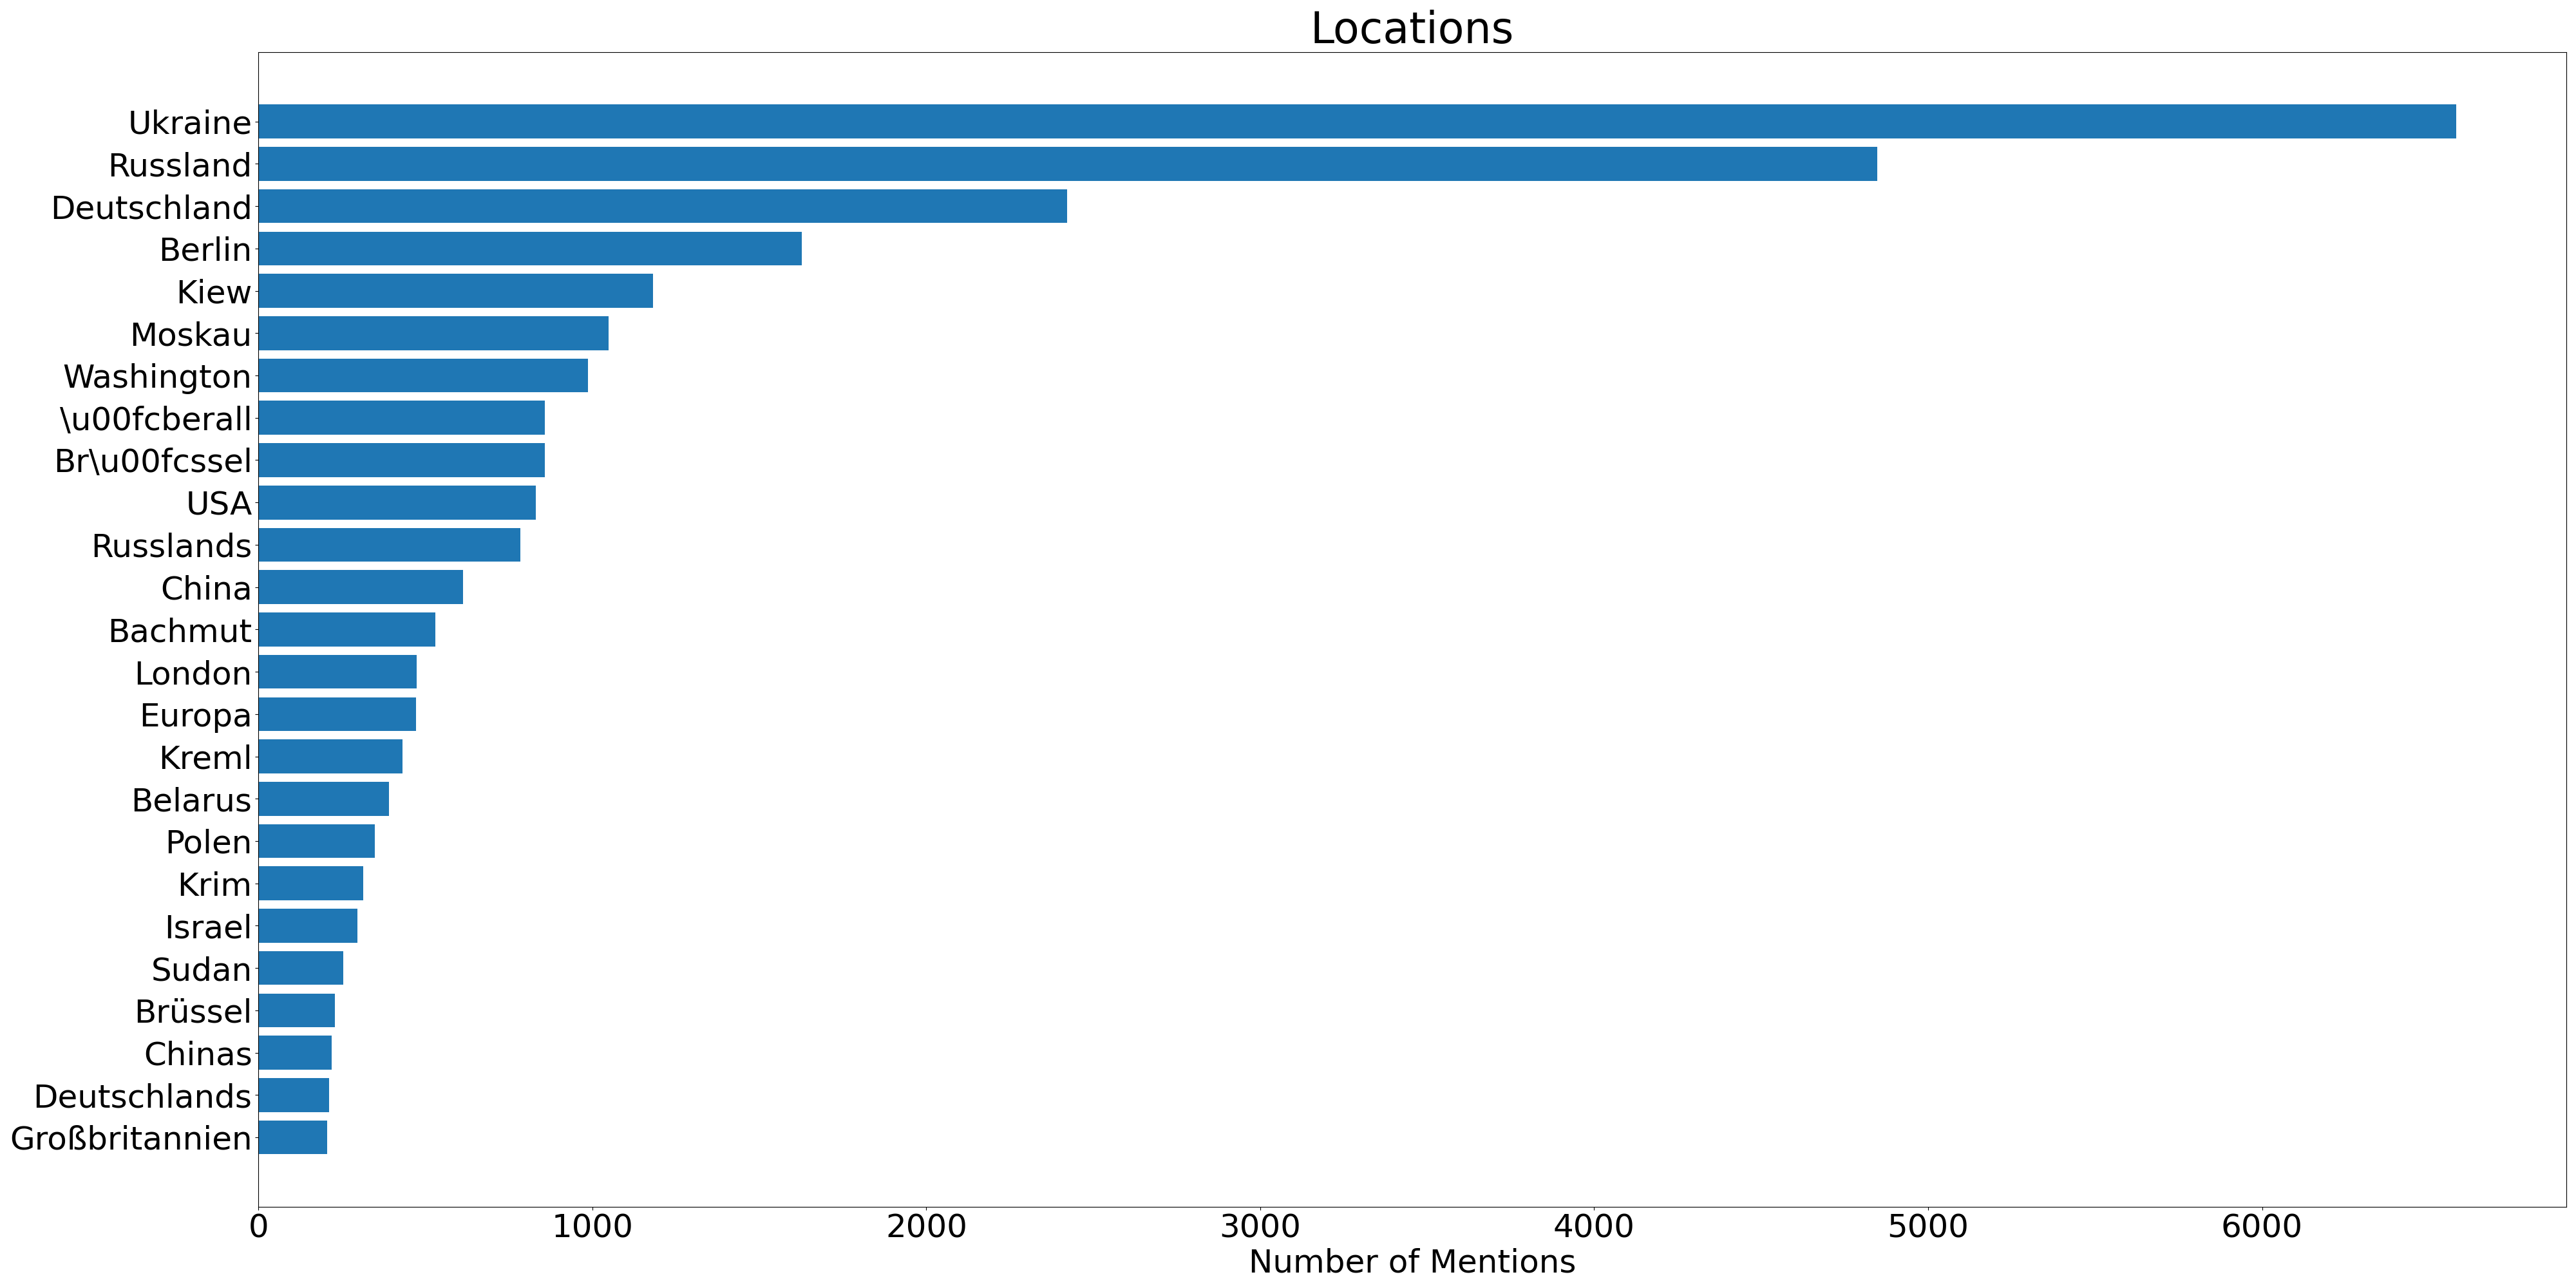 Locations
Ukraine
Russland
Deutschland
Berlin
Kiew
Moskau
Washington
\u00fcberall
Br\u00fcssel
USA
Russlands
China
Bachmut
London
Europa
Kreml
Belarus
Polen
Krim
Israel
Sudan
Brüssel
Chinas
Deutschlands
Großbritannien
0 1000 2000 3000 4000 5000 6000
Number of Mentions